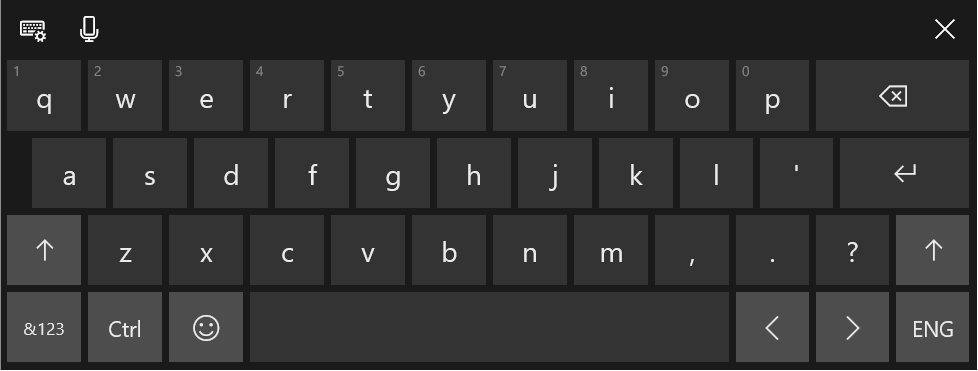 1 2 3 4 5 6 7 8 9 0
q w e r t y u i o p
a s d f g h j k l '
z x c v b n m , . ?
&123 Ctrl ENG